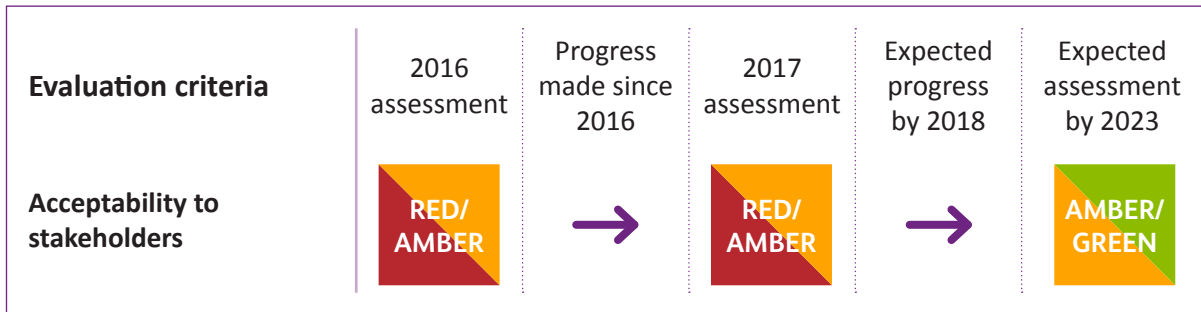 Evaluation criteria
2016
assessment
Progress
made since
2016
2017
assessment
Expected
progress
by 2018
Expected
assessment
by 2023
Acceptability to
stakeholders
RED/
AMBER
RED/
AMBER
AMBER/
GREEN